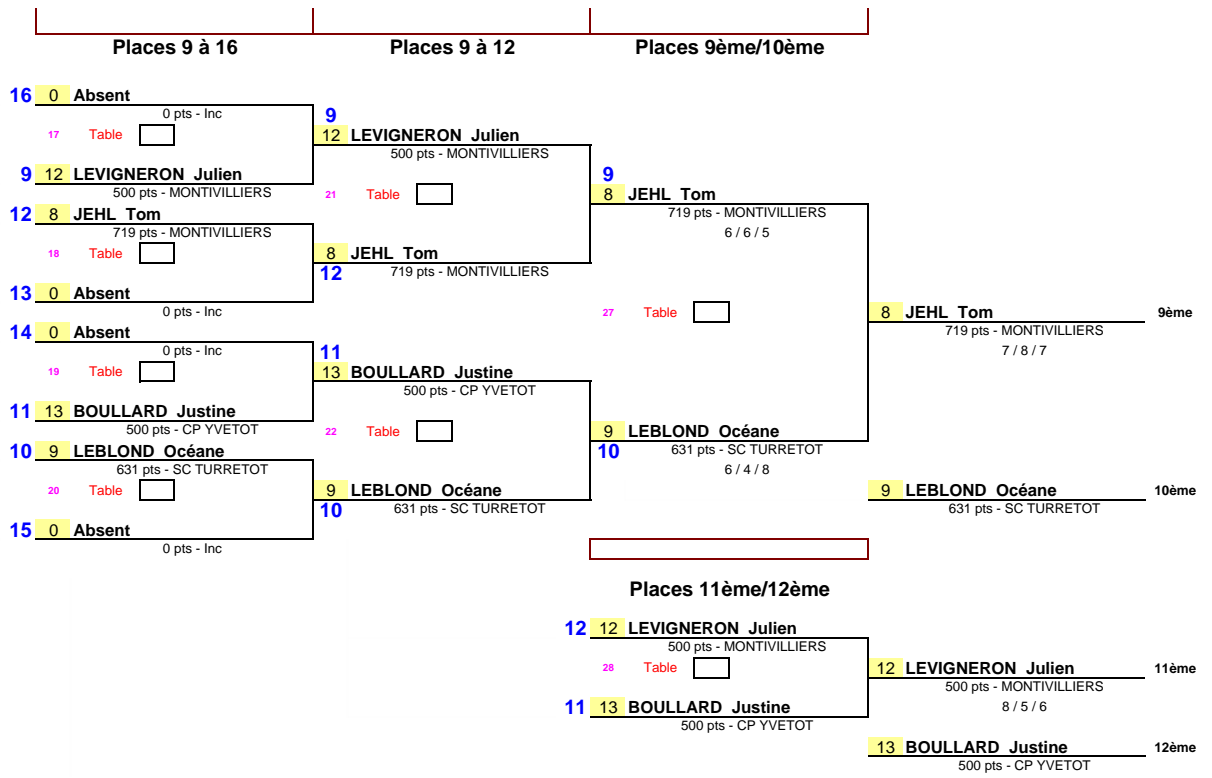 Places 9 à 16 Places 9 à 12 Places 9ème/10ème
16 0 Absent
0 pts - Inc
9
17 Table
12 LEVIGNERON Julien
500 pts - MONTIVILLIERS
9 12 LEVIGNERON Julien
500 pts - MONTIVILLIERS
21 Table
9
8 JEHL Tom
719 pts - MONTIVILLIERS
6 / 6 / 5
12 8 JEHL Tom
719 pts - MONTIVILLIERS
18 Table
8 JEHL Tom
12
719 pts - MONTIVILLIERS
13 0 Absent
0 pts - Inc
27 Table
8 JEHL Tom 9ème
719 pts - MONTIVILLIERS
7 / 8 / 7
14 0 Absent
0 pts - Inc
11
19 Table
13 BOULLARD Justine
500 pts - CP YVETOT
11 13 BOULLARD Justine
500 pts - CP YVETOT
22 Table
9 LEBLOND Océane
10
631 pts - SC TURRETOT
6 / 4 / 8
10 9 LEBLOND Océane
631 pts - SC TURRETOT
20 Table
9 LEBLOND Océane
10
631 pts - SC TURRETOT
9 LEBLOND Océane 10ème
631 pts - SC TURRETOT
15 0 Absent
0 pts - Inc
Places 11ème/12ème
12 12 LEVIGNERON Julien
500 pts - MONTIVILLIERS
28 Table
12 LEVIGNERON Julien 11ème
500 pts - MONTIVILLIERS
8 / 5 / 6
11 13 BOULLARD Justine
500 pts - CP YVETOT
13 BOULLARD Justine 12ème
500 pts - CP YVETOT